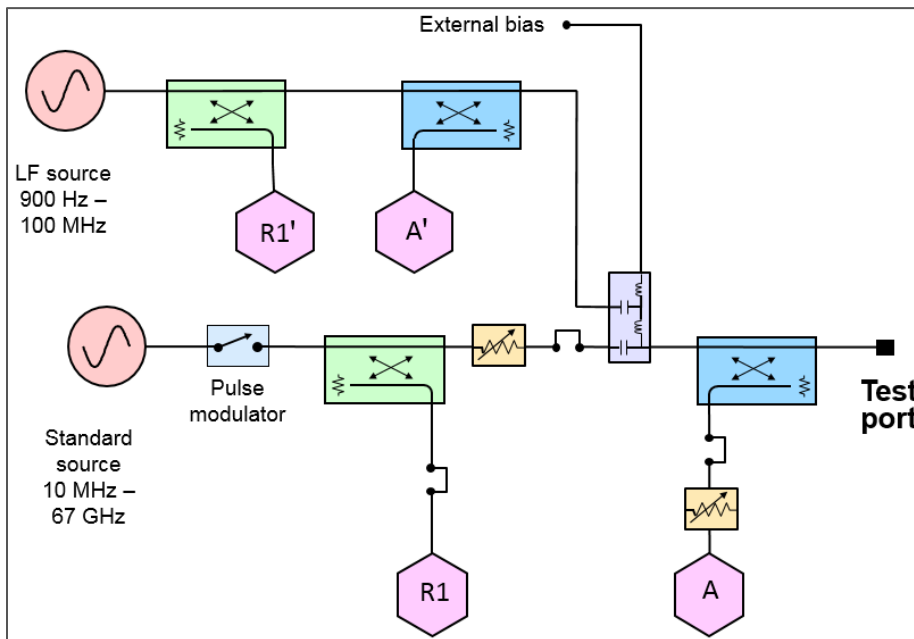 External bias
LF source
900 Hz –
100 MHz
R1'
A'
Pulse
modulator
Test
port
Standard
source
10 MHz –
67 GHz
R1
A